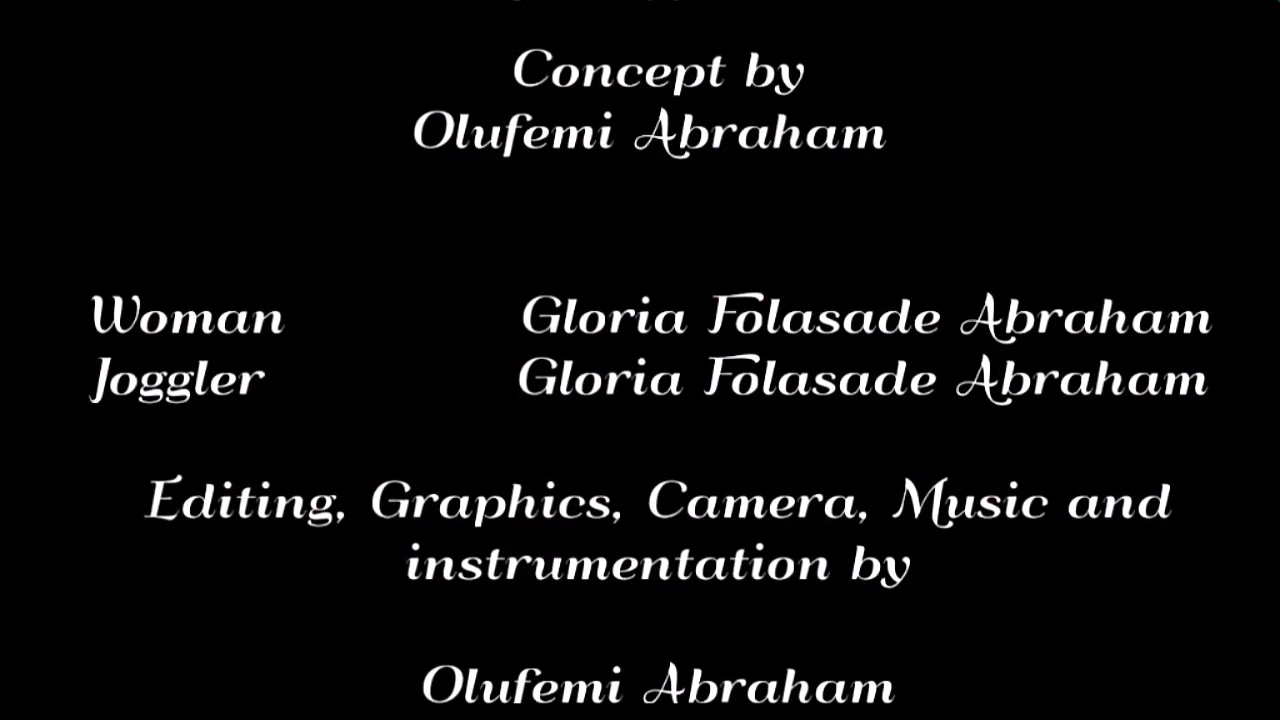 Concept by
Olufemi Abraham
Woman Gloria Folasade Abraham
Joggler Gloria Folasade Abraham
Editing, Graphics, Camera, Music and
instrumentation by
Olufemi Abraham